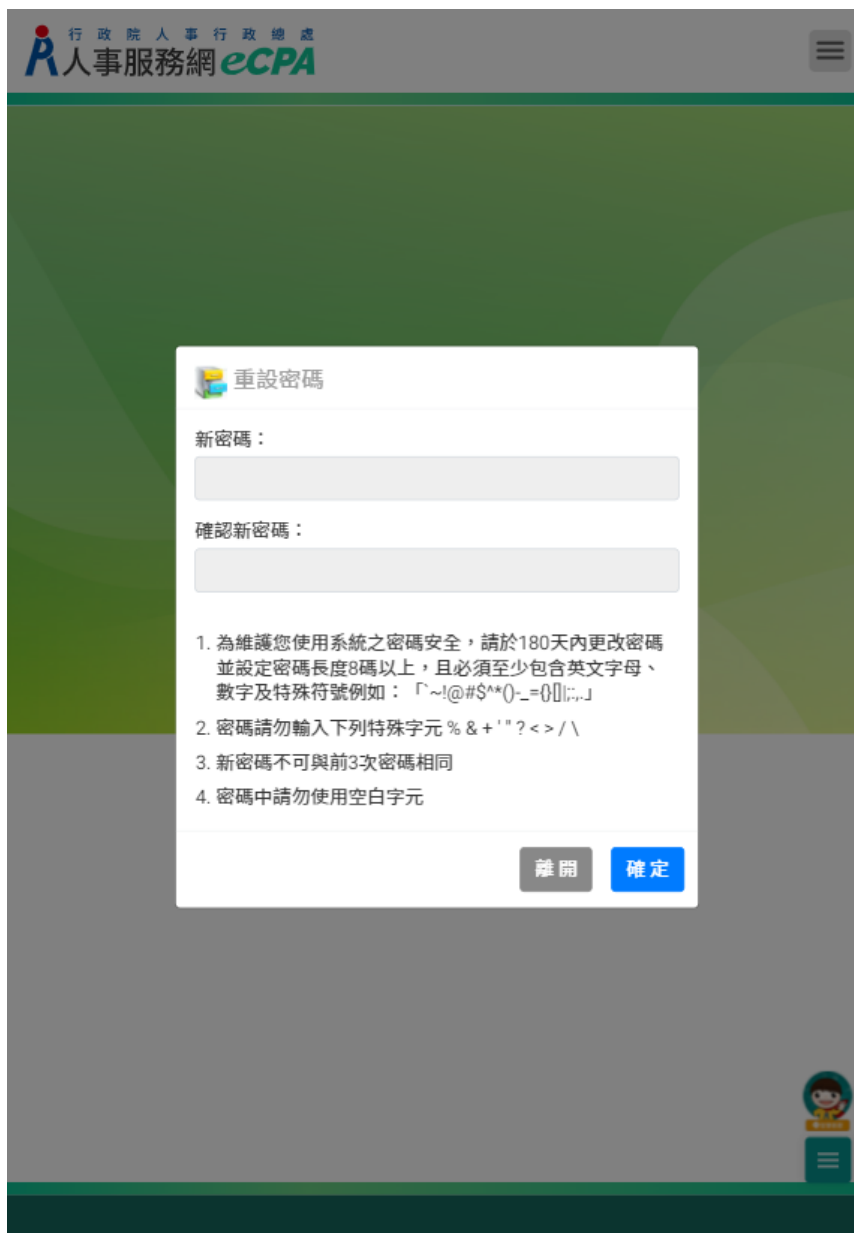 行政院人事行政總處
人事服務網eCPA
重設密碼
新密碼：
確認新密碼：
1. 為維護您使用系統之密碼安全，請於180天內更改密碼
並設定密碼長度8碼以上，且必須至少包含英文字母、
數字及特殊符號例如：「`~!@#$^*()-_={}[]|;:,.」
2. 密碼請勿輸入下列特殊字元 % & + ' " ? < > / \
3. 新密碼不可與前3次密碼相同
4. 密碼中請勿使用空白字元
離開 確定